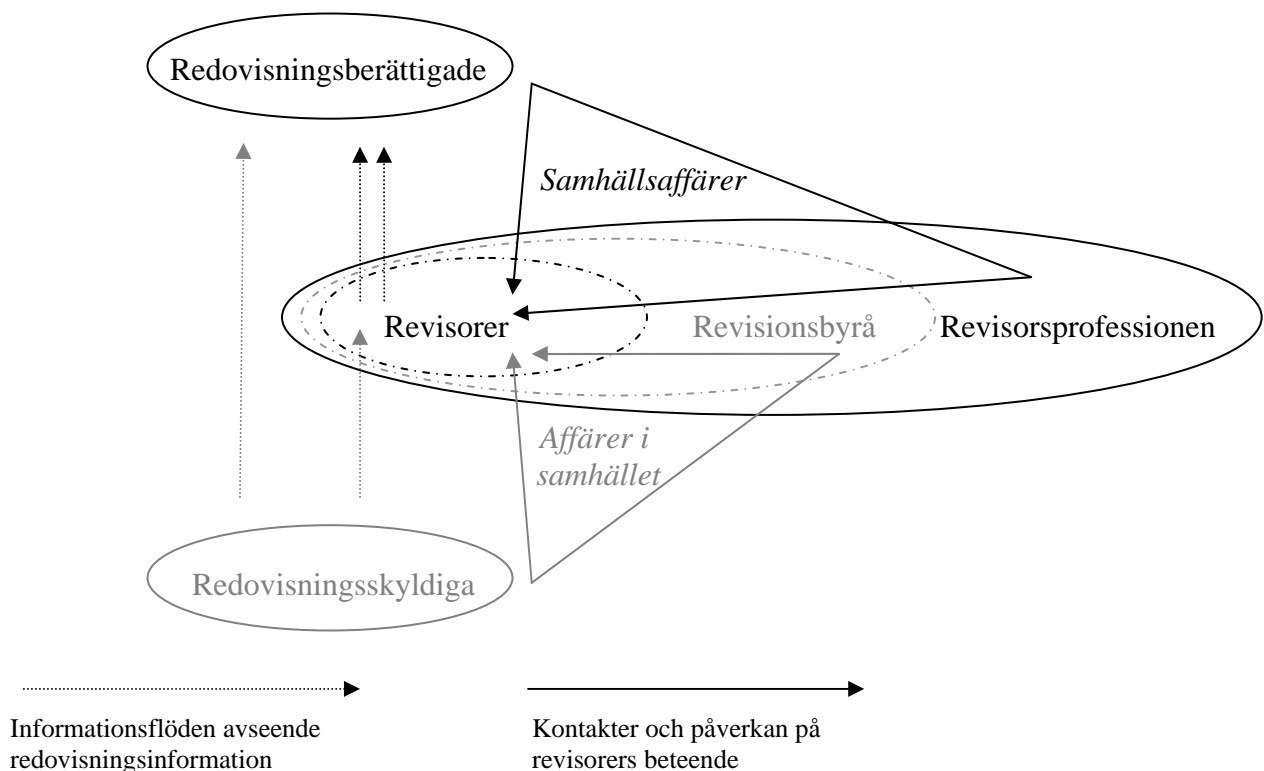 Redovisningsberättigade
Samhällsaffärer
Revisorer
Revisionsbyrå
Revisorsprofessionen
Affärer i
samhället
Redovisningsskyldiga
Informationsflöden avseende
redovisningsinformation
Kontakter och påverkan på
revisorers beteende